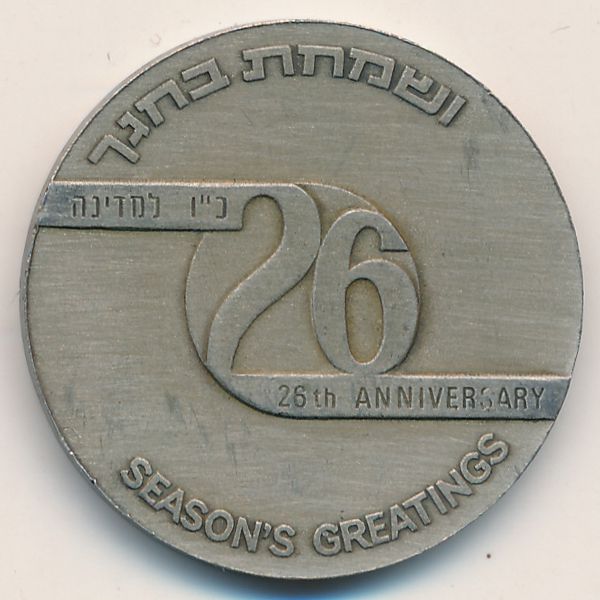 ושמחת בחגך
כ"ו למדינה
26
26th ANNIVERSARY
SEASON'S GREATINGS